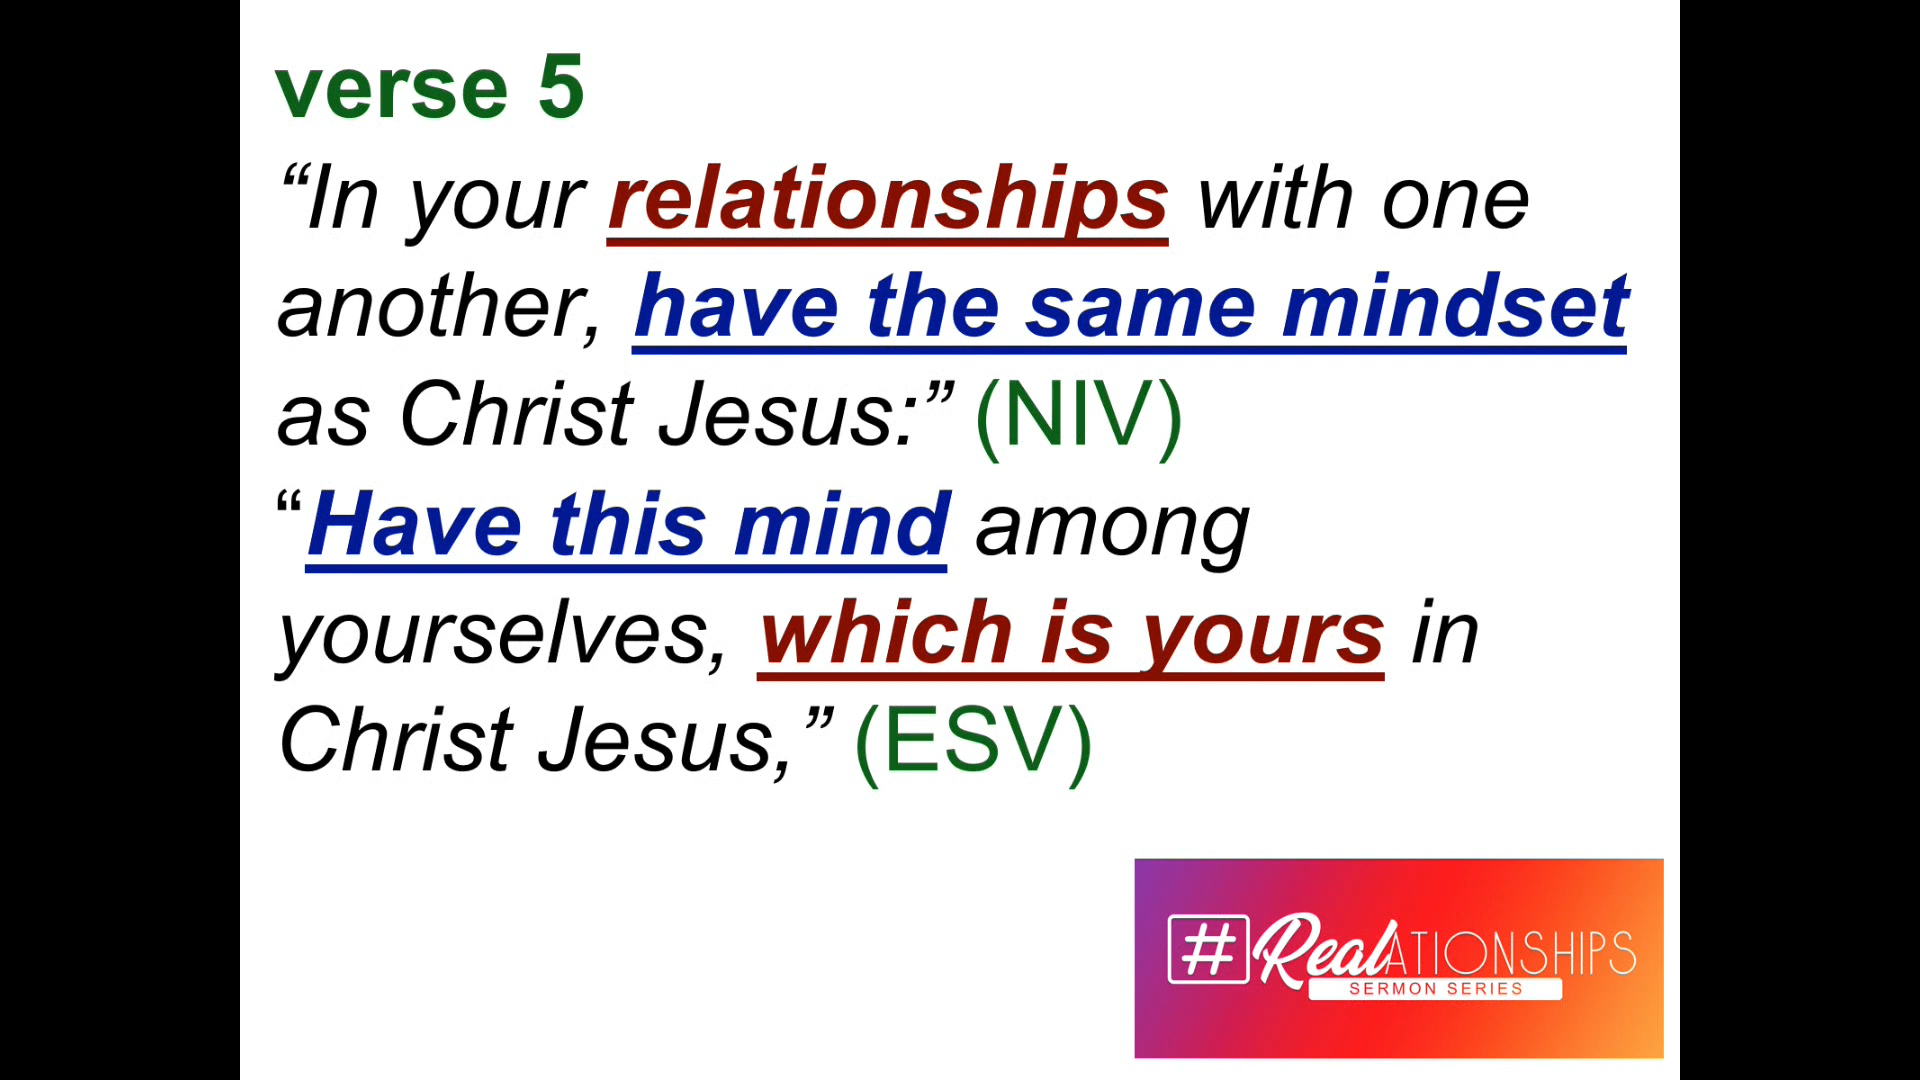 verse 5
“In your relationships with one
another, have the same mindset
as Christ Jesus:” (NIV)
“Have this mind among
yourselves, which is yours in
Christ Jesus,” (ESV)
#RealATIONSHIPS
SERMON SERIES